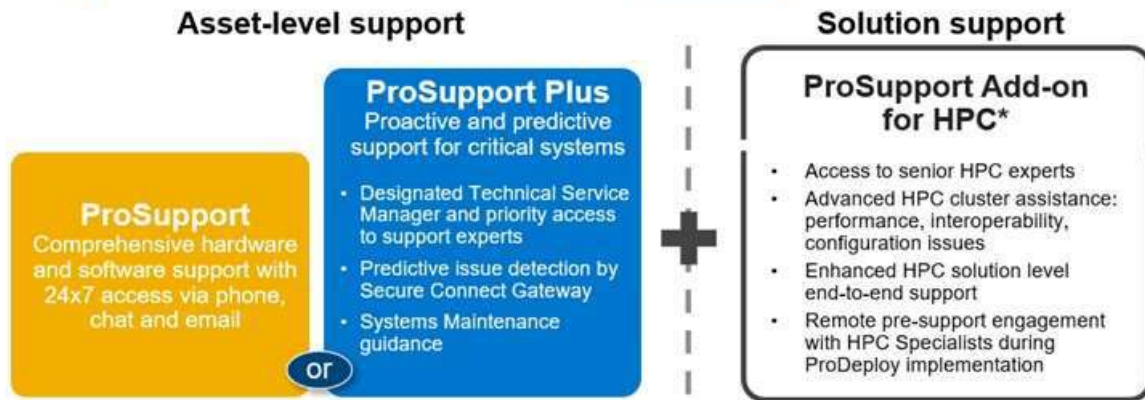 Asset-level support
Solution support
ProSupport
Comprehensive hardware
and software support with
24x7 access via phone,
chat and email
or
ProSupport Plus
Proactive and predictive
support for critical systems
• Designated Technical Service
Manager and priority access
to support experts
• Predictive issue detection by
Secure Connect Gateway
• Systems Maintenance
guidance
ProSupport Add-on
for HPC*
• Access to senior HPC experts
• Advanced HPC cluster assistance:
performance, interoperability,
configuration issues
• Enhanced HPC solution level
end-to-end support
• Remote pre-support engagement
with HPC Specialists during
ProDeploy implementation